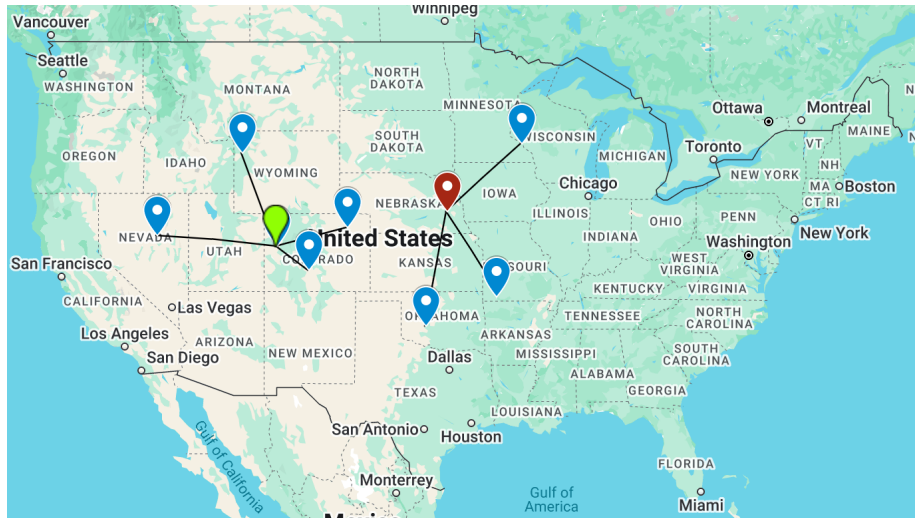 Winnipeg
Vancouver
Seattle
WASHINGTON
MONTANA
NORTH
DAKOTA
MINNESOTA
Ottawa
Montreal
MAINE
OREGON
IDAHO
WYOMING
SOUTH
DAKOTA
WISCONSIN
MICHIGAN
Toronto
VT
NH
NEW YORK
MA
CT RI
Boston
NEBRASKA
IOWA
Chicago
ILLINOIS
INDIANA
OHIO
PENN
New York
NEVADA
UTAH
COLORADO
United States
KANSAS
MISSOURI
Washington
WEST
VIRGINIA
VIRGINIA
KENTUCKY
San Francisco
CALIFORNIA
Las Vegas
OKLAHOMA
TENNESSEE
NORTH
CAROLINA
ARKANSAS
Los Angeles
ARIZONA
NEW MEXICO
San Diego
Dallas
MISSISSIPPI
SOUTH
CAROLINA
ALABAMA
GEORGIA
TEXAS
LOUISIANA
San Antonio
Houston
Gulf of California
FLORIDA
Monterrey
Gulf of
America
Miami